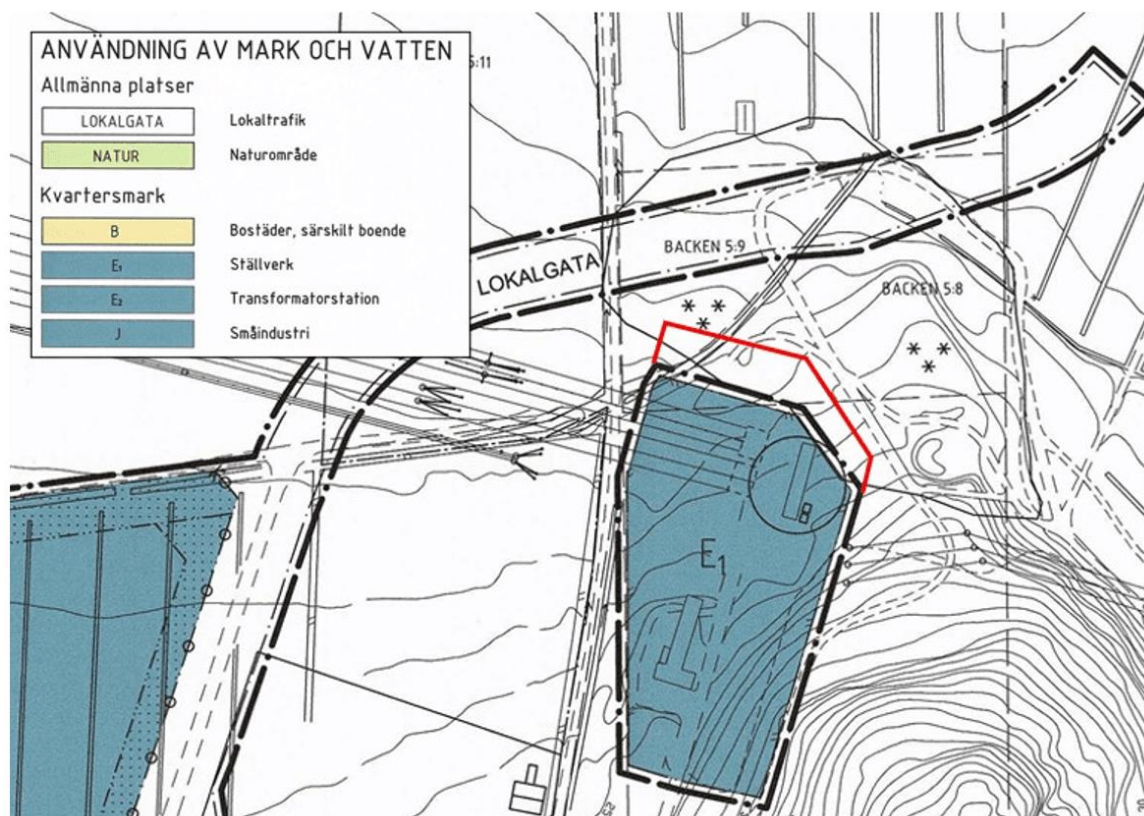 ANVÄNDNING AV MARK OCH VATTEN
Allmänna platser
LOKALGATA Lokaltrafik
NATUR Naturområde
Kvartersmark
B Bostäder, särskilt boende
E₁ Ställverk
E₂ Transformatorstation
J Småindustri
5:11
LOKALGATA
BACKEN 5:9
BACKEN 5:8
E₁